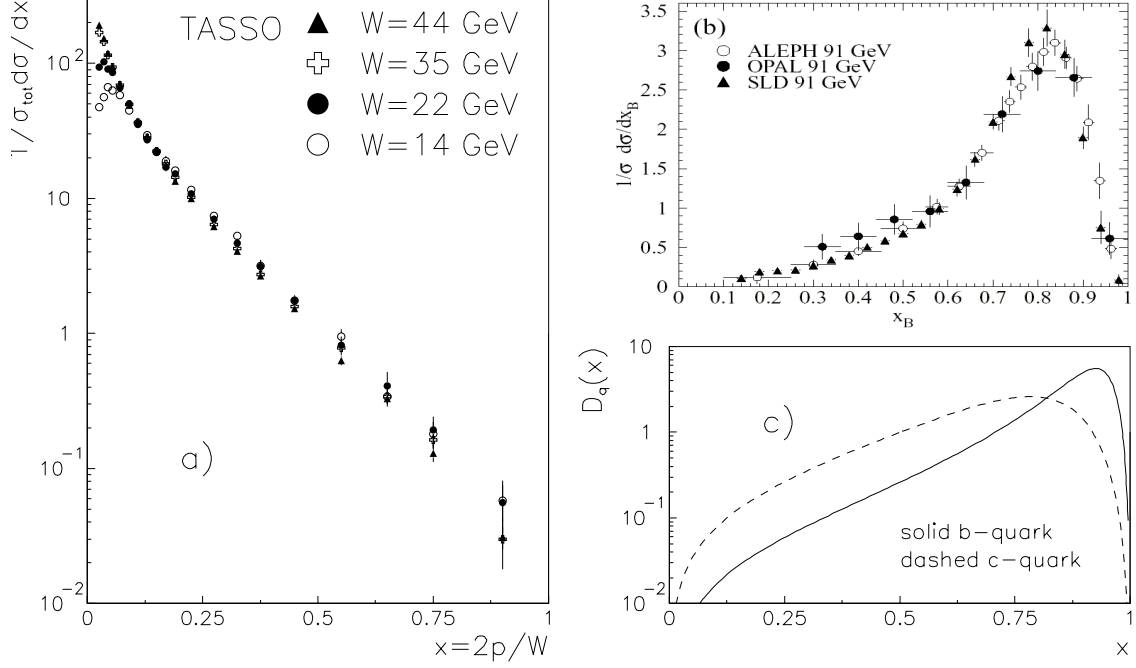 1/σtot dσ/dx
TASSO
W=44 GeV
W=35 GeV
W=22 GeV
W=14 GeV
10²
10
1
10⁻¹
10⁻²
a)
0 0.25 0.5 0.75 1
x=2p/W
(b)
ALEPH 91 GeV
OPAL 91 GeV
SLD 91 GeV
1/σ dσ/dxB
3.5
3
2.5
2
1.5
1
0.5
0
0 0.1 0.2 0.3 0.4 0.5 0.6 0.7 0.8 0.9 1
xB
Dq(x)
10
1
10⁻¹
10⁻²
c)
solid b-quark
dashed c-quark
0 0.25 0.5 0.75 1
x